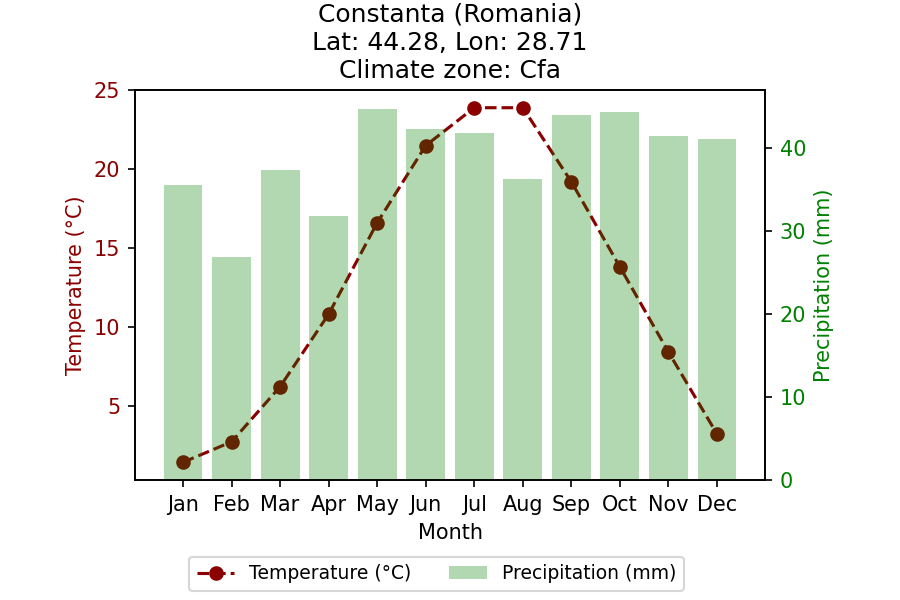 Constanta (Romania)
Lat: 44.28, Lon: 28.71
Climate zone: Cfa
Temperature (°C)
25
20
15
10
5
40
30
20
10
0
Precipitation (mm)
Jan Feb Mar Apr May Jun Jul Aug Sep Oct Nov Dec
Month
Temperature (°C) Precipitation (mm)